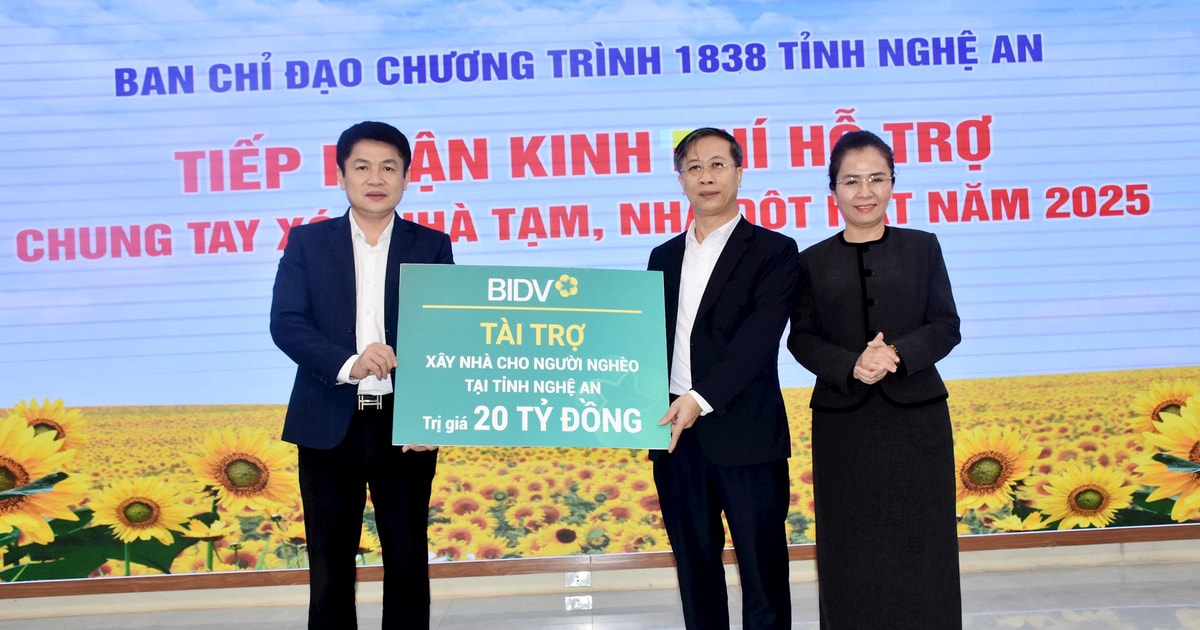 BAN CHỈ ĐẠO CHƯƠNG TRÌNH 1838 TỈNH NGHỆ AN
TIẾP KINH HỖ TRỢ
CHUNG TAY TẠM, NĂM 2025
BIDV
TÀI TRỢ
XÂY NHÀ CHO NGƯỜI NGHÈO
TẠI TỈNH NGHỆ AN
Trị giá 20 TỶ ĐỒNG